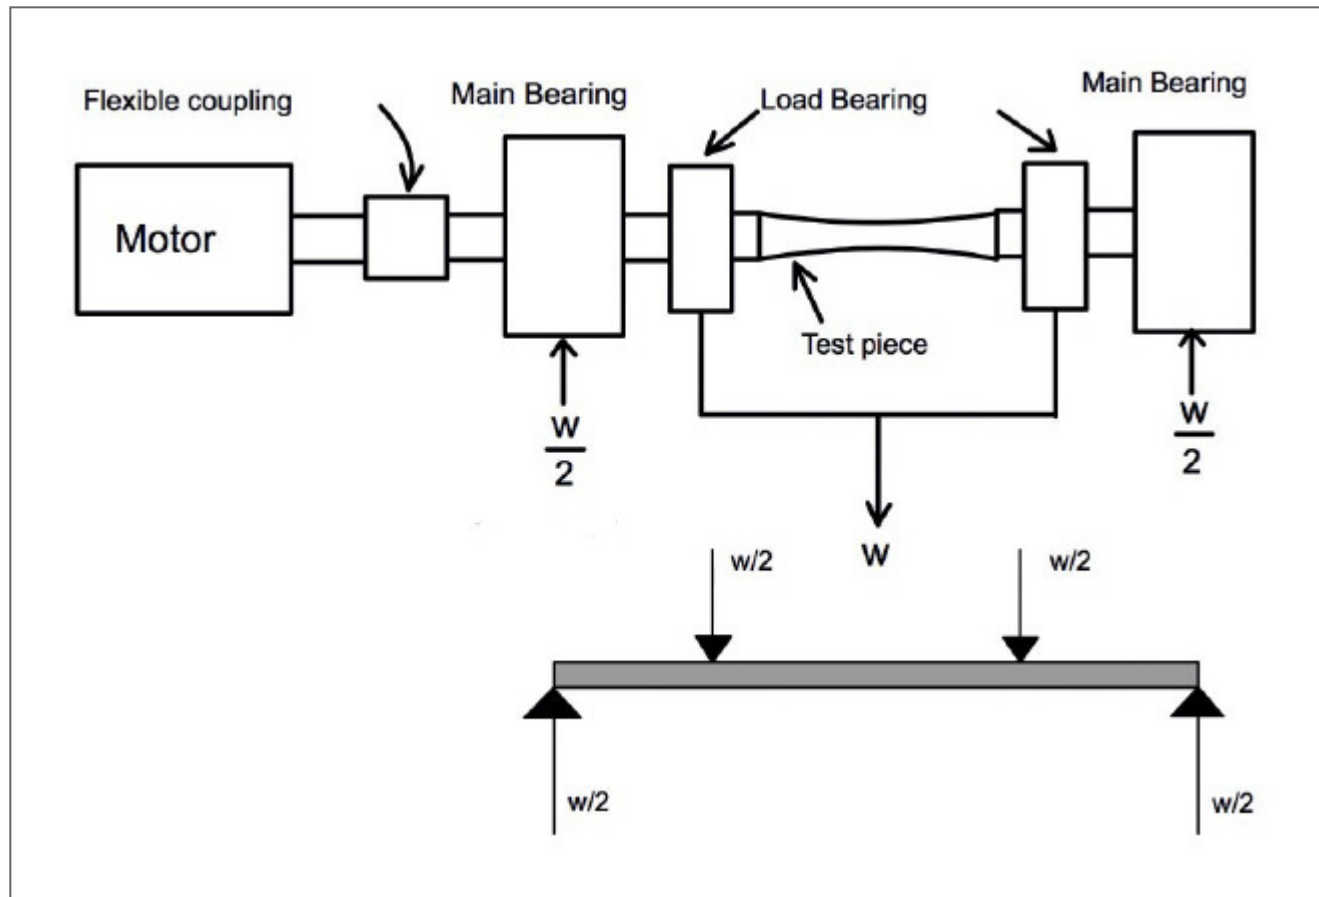 Flexible coupling
Main Bearing
Load Bearing
Main Bearing
Motor
Test piece
W
2
W
2
W
w/2
w/2
w/2
w/2